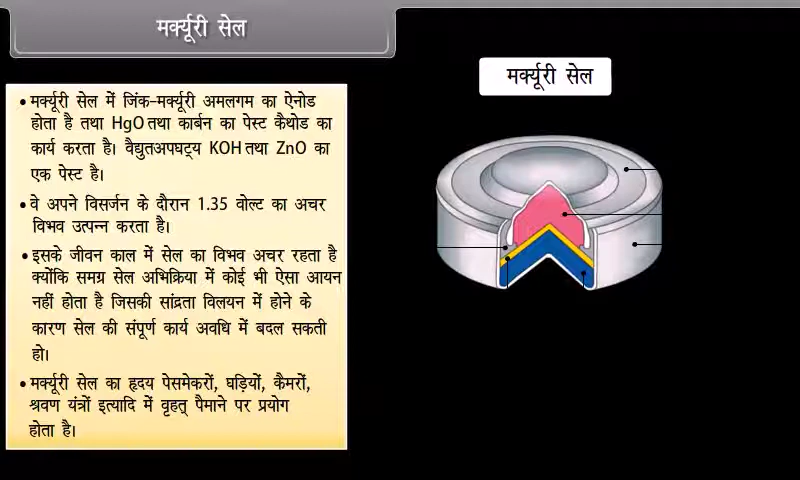 मर्क्यूरी सेल
मर्क्यूरी सेल
• मर्क्यूरी सेल में जिंक-मर्क्यूरी अमलगम का ऐनोड
होता है तथा HgO तथा कार्बन का पेस्ट कैथोड का
कार्य करता है। वैद्युतअपघट्य KOH तथा ZnO का
एक पेस्ट है।
• वे अपने विसर्जन के दौरान 1.35 वोल्ट का अचर
विभव उत्पन्न करता है।
• इसके जीवन काल में सेल का विभव अचर रहता है
क्योंकि समग्र सेल अभिक्रिया में कोई भी ऐसा आयन
नहीं होता है जिसकी सांद्रता विलयन में होने के
कारण सेल की संपूर्ण कार्य अवधि में बदल सकती
हो।
• मर्क्यूरी सेल का हृदय पेसमेकरों, घड़ियों, कैमरों,
श्रवण यंत्रों इत्यादि में वृहत् पैमाने पर प्रयोग
होता है।